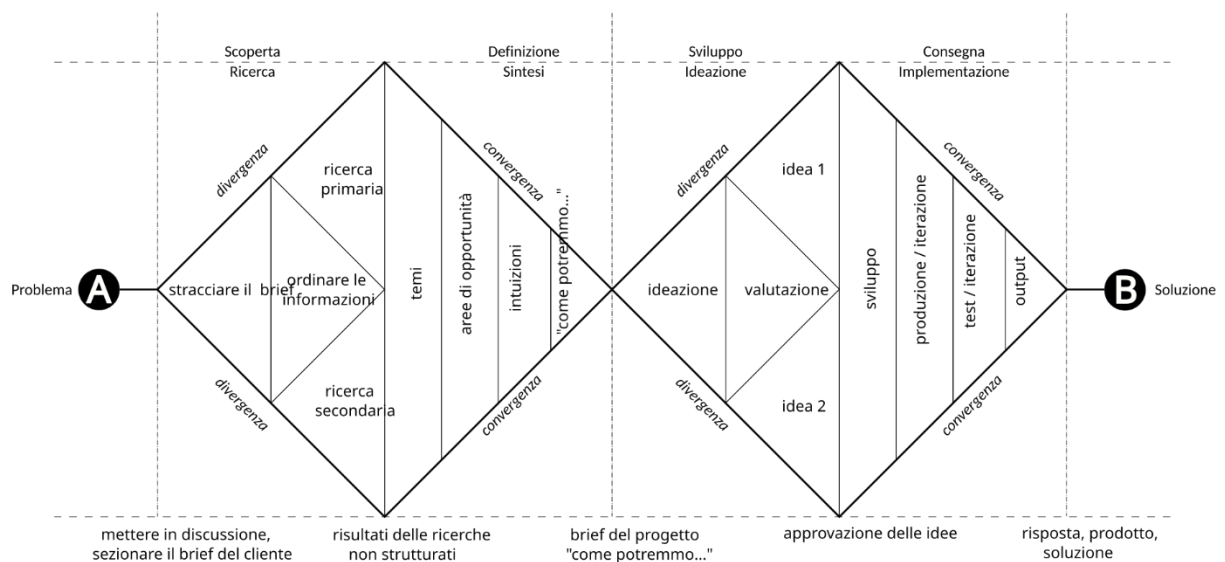 Scoperta
Ricerca
Definizione
Sintesi
Sviluppo
Ideazione
Consegna
Implementazione
divergenza
convergenza
divergenza
convergenza
Problema
A
stracciare il brief
ricerca
primaria
ordinare le
informazioni
ricerca
secondaria
temi
aree di opportunità
intuizioni
"come potremmo..."
ideazione
valutazione
idea 1
idea 2
sviluppo
produzione / iterazione
test / iterazione
output
B
Soluzione
divergenza
convergenza
divergenza
convergenza
mettere in discussione,
sezionare il brief del cliente
risultati delle ricerche
non strutturati
brief del progetto
"come potremmo..."
approvazione delle idee
risposta, prodotto,
soluzione